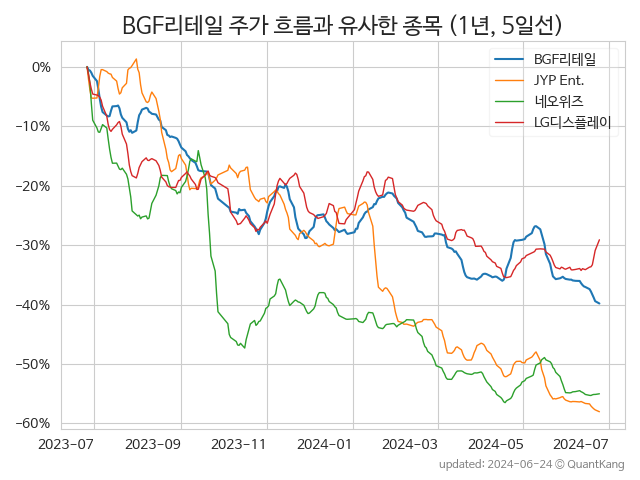 BGF리테일 주가 흐름과 유사한 종목 (1년, 5일선)
BGF리테일
JYP Ent.
네오위즈
LG디스플레이
0%
−10%
−20%
−30%
−40%
−50%
−60%
2023-07 2023-09 2023-11 2024-01 2024-03 2024-05 2024-07
updated: 2024-06-24 © QuantKang